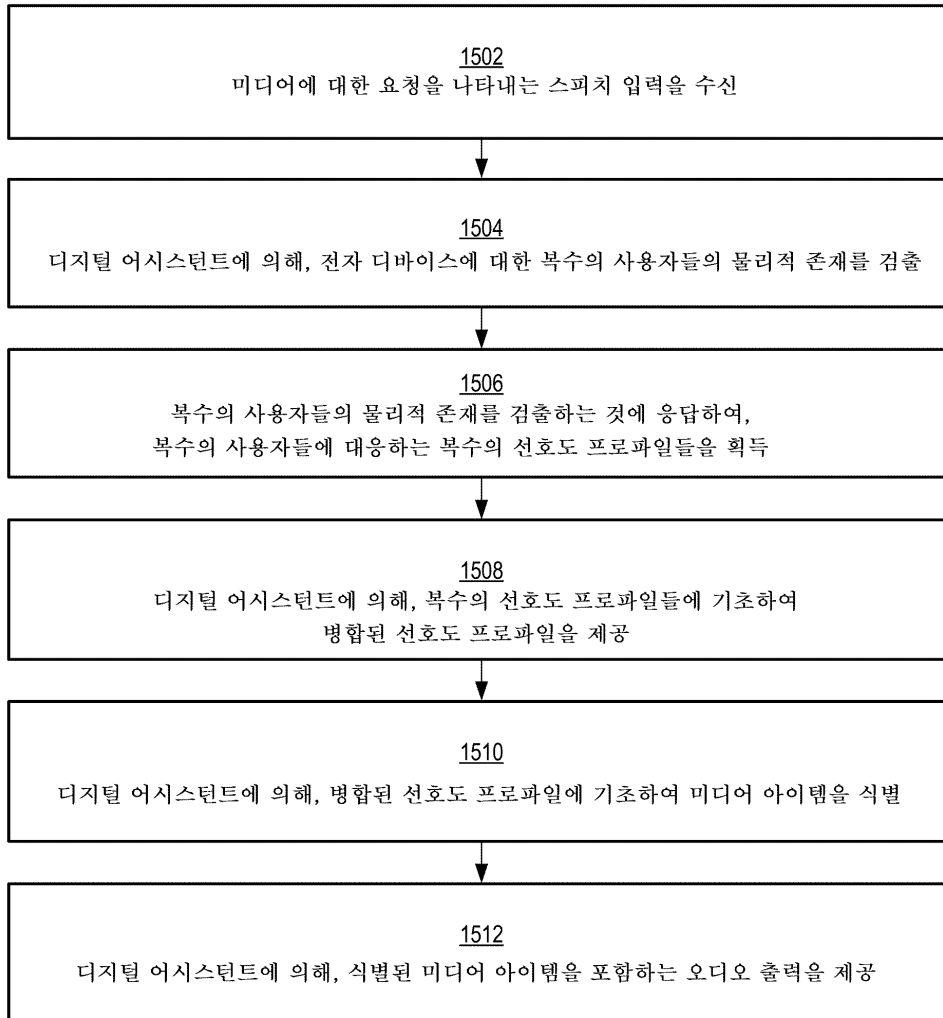 1502
미디어에 대한 요청을 나타내는 스피치 입력을 수신
1504
디지털 어시스턴트에 의해, 전자 디바이스에 대한 복수의 사용자들의 물리적 존재를 검출
1506
복수의 사용자들의 물리적 존재를 검출하는 것에 응답하여,
복수의 사용자들에 대응하는 복수의 선호도 프로파일들을 획득
1508
디지털 어시스턴트에 의해, 복수의 선호도 프로파일들에 기초하여
병합된 선호도 프로파일을 제공
1510
디지털 어시스턴트에 의해, 병합된 선호도 프로파일에 기초하여 미디어 아이템을 식별
1512
디지털 어시스턴트에 의해, 식별된 미디어 아이템을 포함하는 오디오 출력을 제공